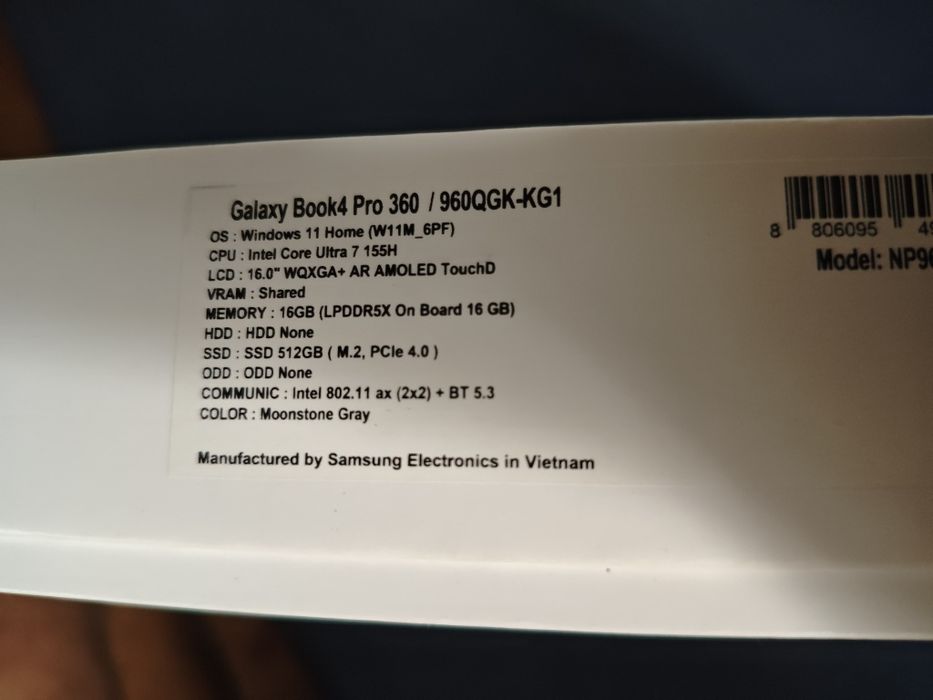 Galaxy Book4 Pro 360 / 960QGK-KG1
OS : Windows 11 Home (W11M_6PF)
CPU : Intel Core Ultra 7 155H
LCD : 16.0" WQXGA+ AR AMOLED TouchD
VRAM : Shared
MEMORY : 16GB (LPDDR5X On Board 16 GB)
HDD : HDD None
SSD : SSD 512GB ( M.2, PCIe 4.0 )
ODD : ODD None
COMMUNIC : Intel 802.11 ax (2x2) + BT 5.3
COLOR : Moonstone Gray
Manufactured by Samsung Electronics in Vietnam
8 806095
Model: